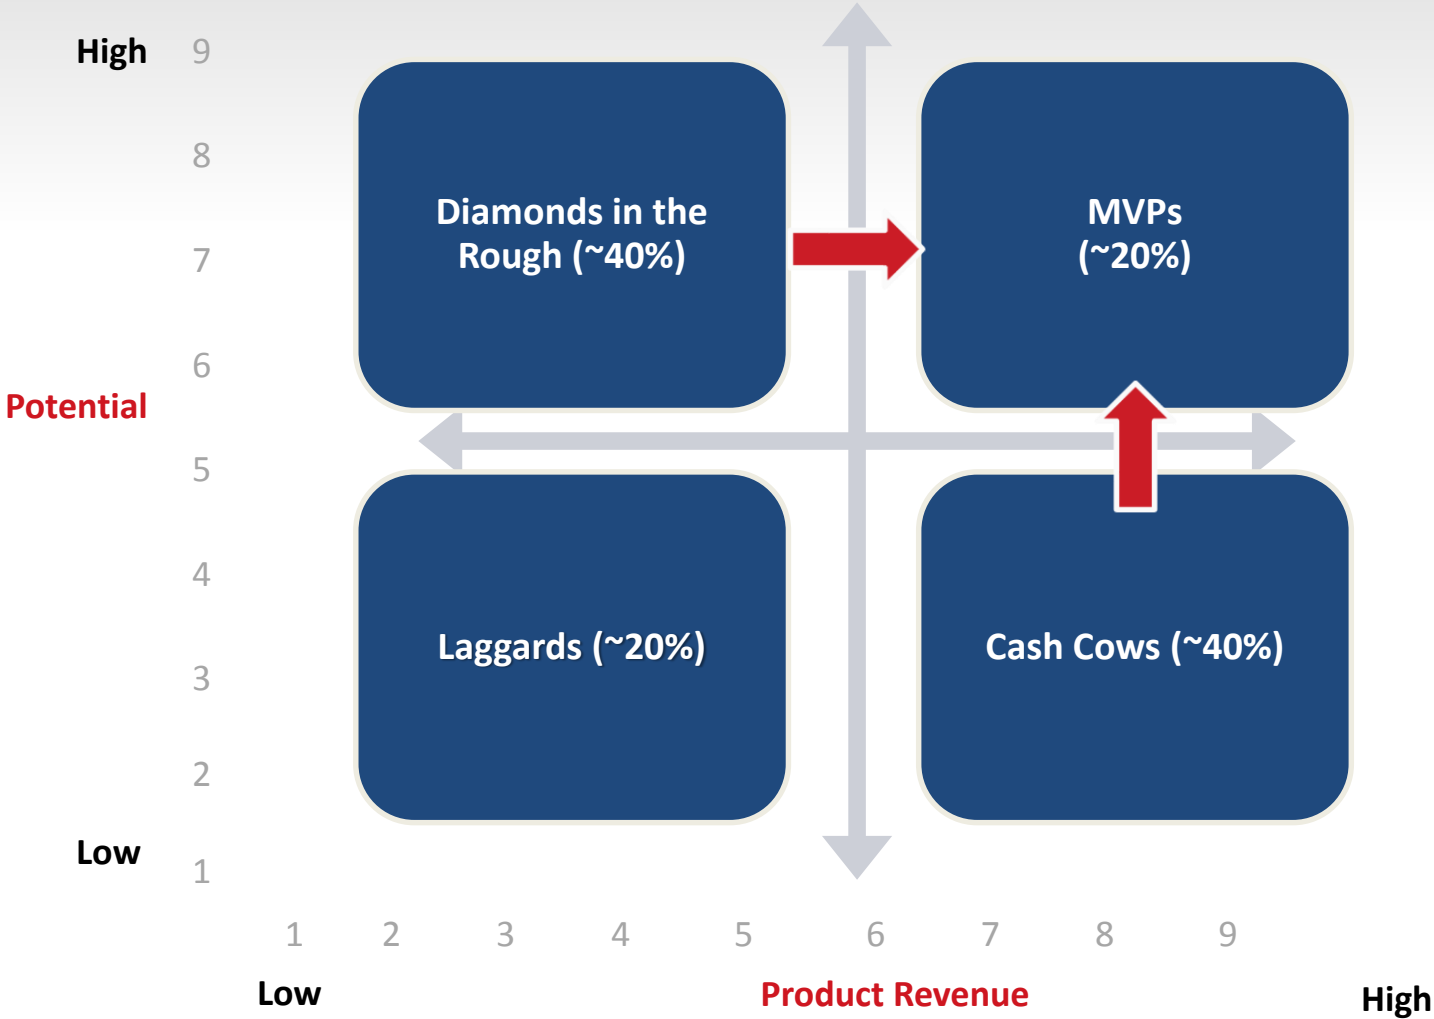 High 9
8
Diamonds in the
Rough (~40%)
MVPs
(~20%)
7
6
Potential
5
4
Laggards (~20%)
Cash Cows (~40%)
3
2
Low
1
1 2 3 4 5 6 7 8 9
Low Product Revenue High